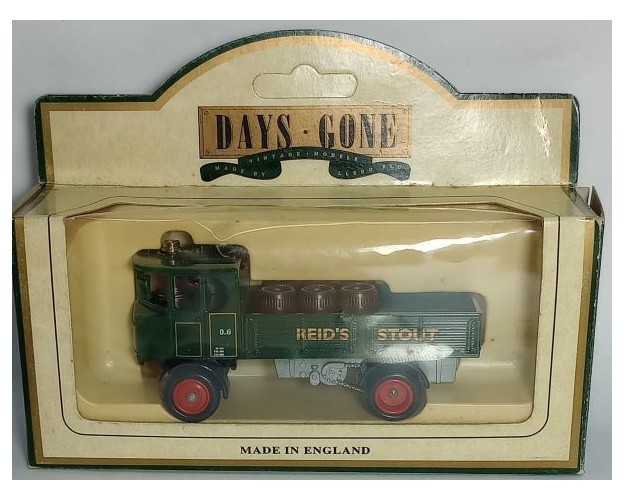 DAYS · GONE
VINTAGE · MODELS
MADE BY LLEDO PLC
0.6
REID'S STOUT
MADE IN ENGLAND